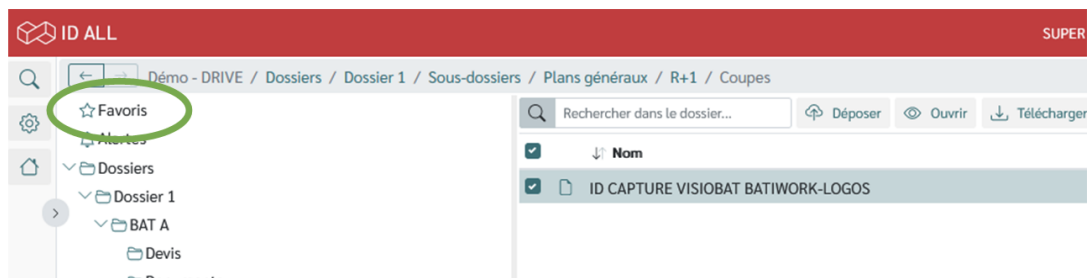 ID ALL
SUPER
Démo - DRIVE / Dossiers / Dossier 1 / Sous-dossiers / Plans généraux / R+1 / Coupes
Favoris
Alertes
Dossiers
Dossier 1
BAT A
Devis
Rechercher dans le dossier...
Déposer
Ouvrir
Télécharger
Nom
ID CAPTURE VISIOBAT BATIWORK-LOGOS